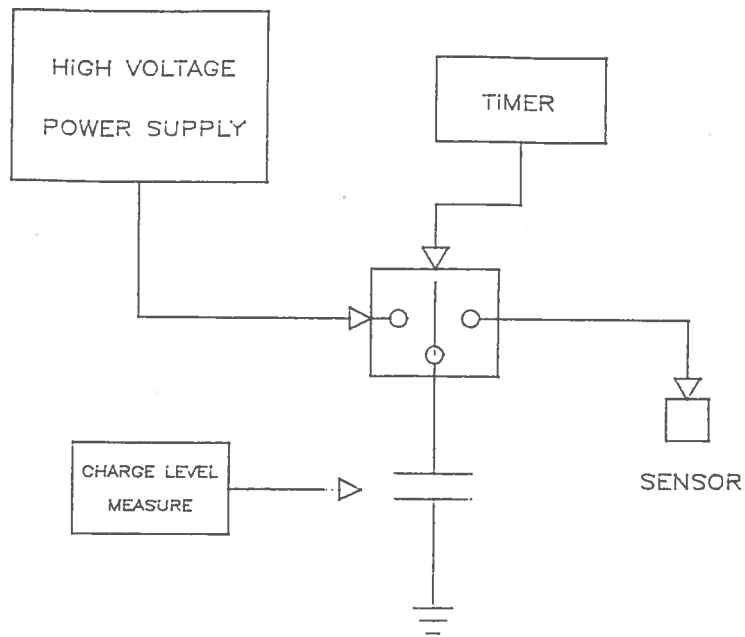 HiGH VOLTAGE
POWER SUPPLY
TiMER
CHARGE LEVEL
MEASURE
SENSOR